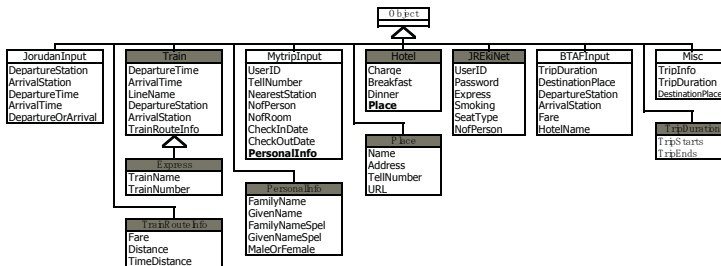 Object
JorudanInput
DepartureStation
ArrivalStation
DepartureTime
ArrivalTime
DepartureOrArrival
Train
DepartureTime
ArrivalTime
LineName
DepartureStation
ArrivalStation
TrainRouteInfo
Express
TrainName
TrainNumber
TrainRouteInfo
Fare
Distance
TimeDistance
MytripInput
UserID
TellNumber
NearestStation
NofPerson
NofRoom
CheckInDate
CheckOutDate
PersonalInfo
PersonalInfo
FamilyName
GivenName
FamilyNameSpel
GivenNameSpel
MaleOrFemale
Hotel
Charge
Breakfast
Dinner
Place
Place
Name
Address
TellNumber
URL
JREkiNet
UserID
Password
Express
Smoking
SeatType
NofPerson
BTAFInput
TripDuration
DestinationPlace
DepartureStation
ArrivalStation
Fare
HotelName
Misc
TripInfo
TripDuration
DestinationPlace
TripDuration
TripStarts
TripEnds